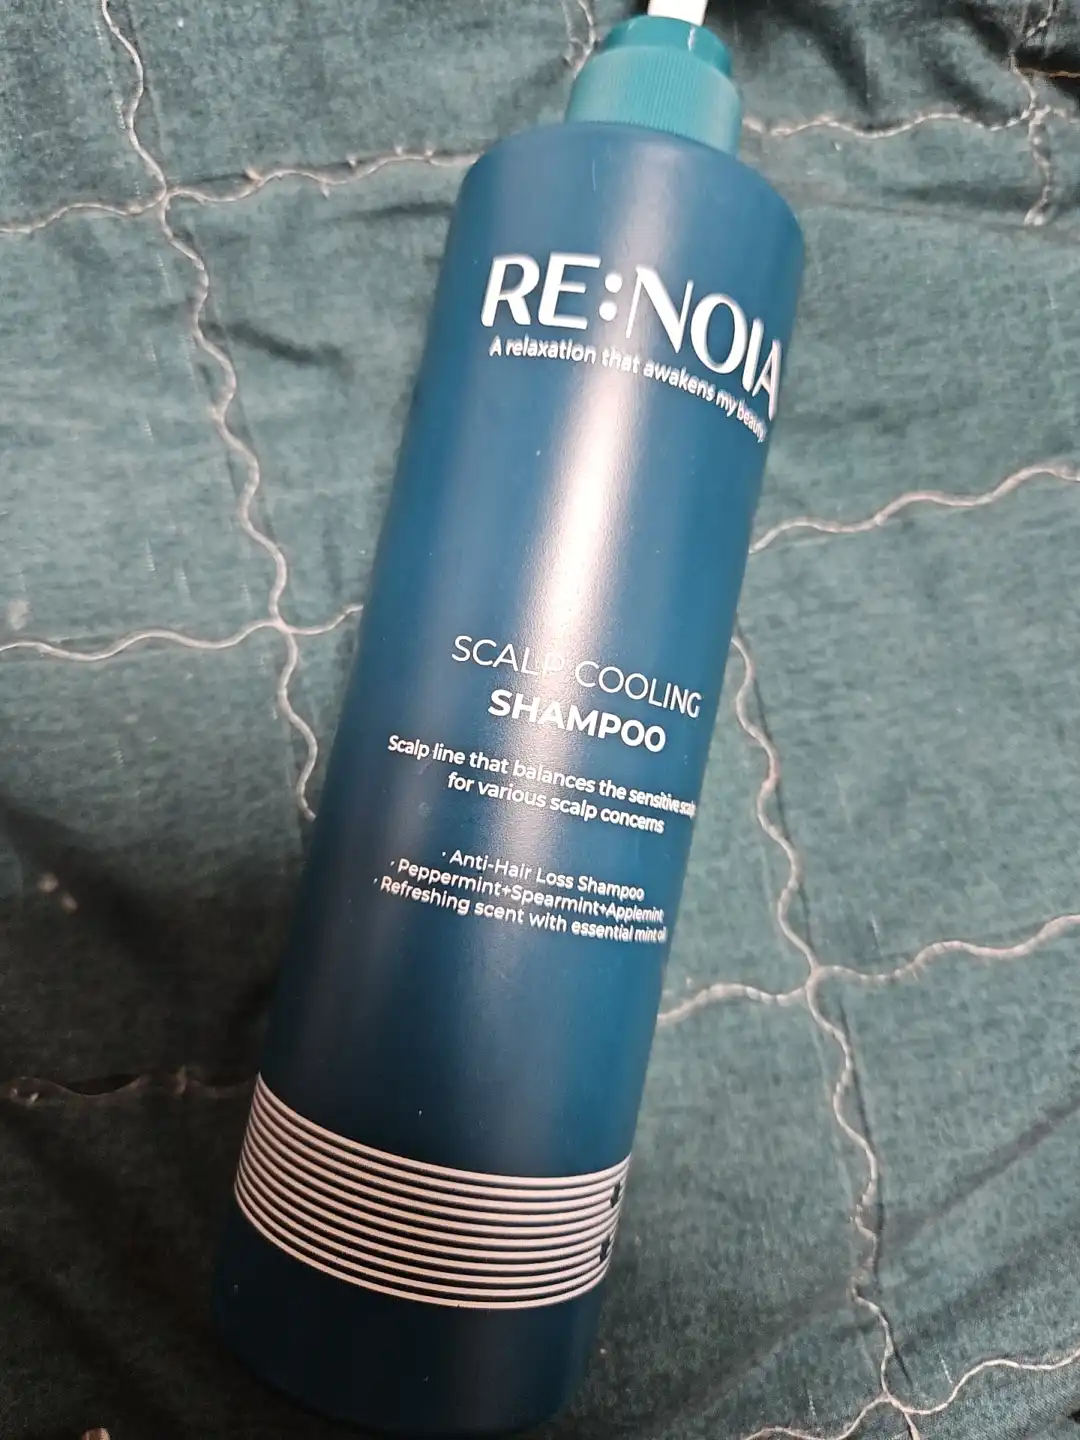 RE:NOIA
A relaxation that awakens my beauty
SCALP COOLING
SHAMPOO
Scalp line that balances the sensitive scalp
for various scalp concerns
· Anti-Hair Loss Shampoo
· Peppermint+Spearmint+Applemint
· Refreshing scent with essential mint oil